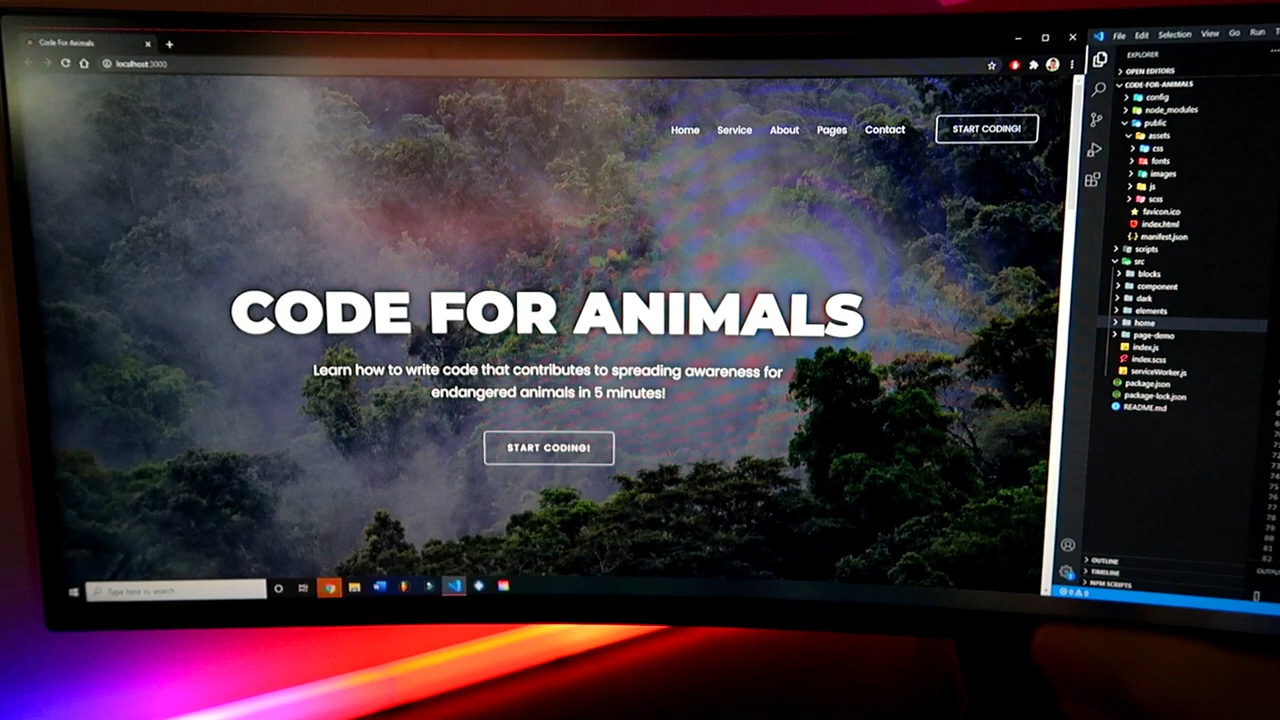 Code For Animals
localhost:3000
Home Service About Pages Contact START CODING!
CODE FOR ANIMALS
Learn how to write code that contributes to spreading awareness for
endangered animals in 5 minutes!
START CODING!
Type here to search
File Edit Selection View Go Run
EXPLORER
OPEN EDITORS
CODE-FOR-ANIMALS
config
node_modules
public
assets
css
fonts
images
js
scss
favicon.ico
index.html
manifest.json
scripts
src
blocks
component
dark
elements
home
page-demo
index.js
index.scss
serviceWorker.js
package.json
package-lock.json
README.md
OUTLINE
TIMELINE
NPM SCRIPTS